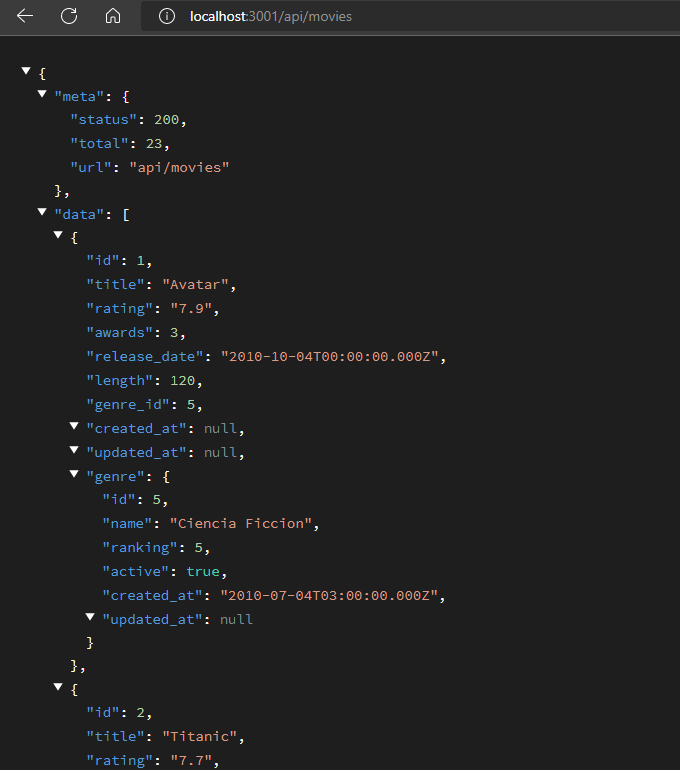 localhost:3001/api/movies
{
"meta": {
"status": 200,
"total": 23,
"url": "api/movies"
},
"data": [
{
"id": 1,
"title": "Avatar",
"rating": "7.9",
"awards": 3,
"release_date": "2010-10-04T00:00:00.000Z",
"length": 120,
"genre_id": 5,
"created_at": null,
"updated_at": null,
"genre": {
"id": 5,
"name": "Ciencia Ficcion",
"ranking": 5,
"active": true,
"created_at": "2010-07-04T03:00:00.000Z",
"updated_at": null
}
},
{
"id": 2,
"title": "Titanic",
"rating": "7.7",